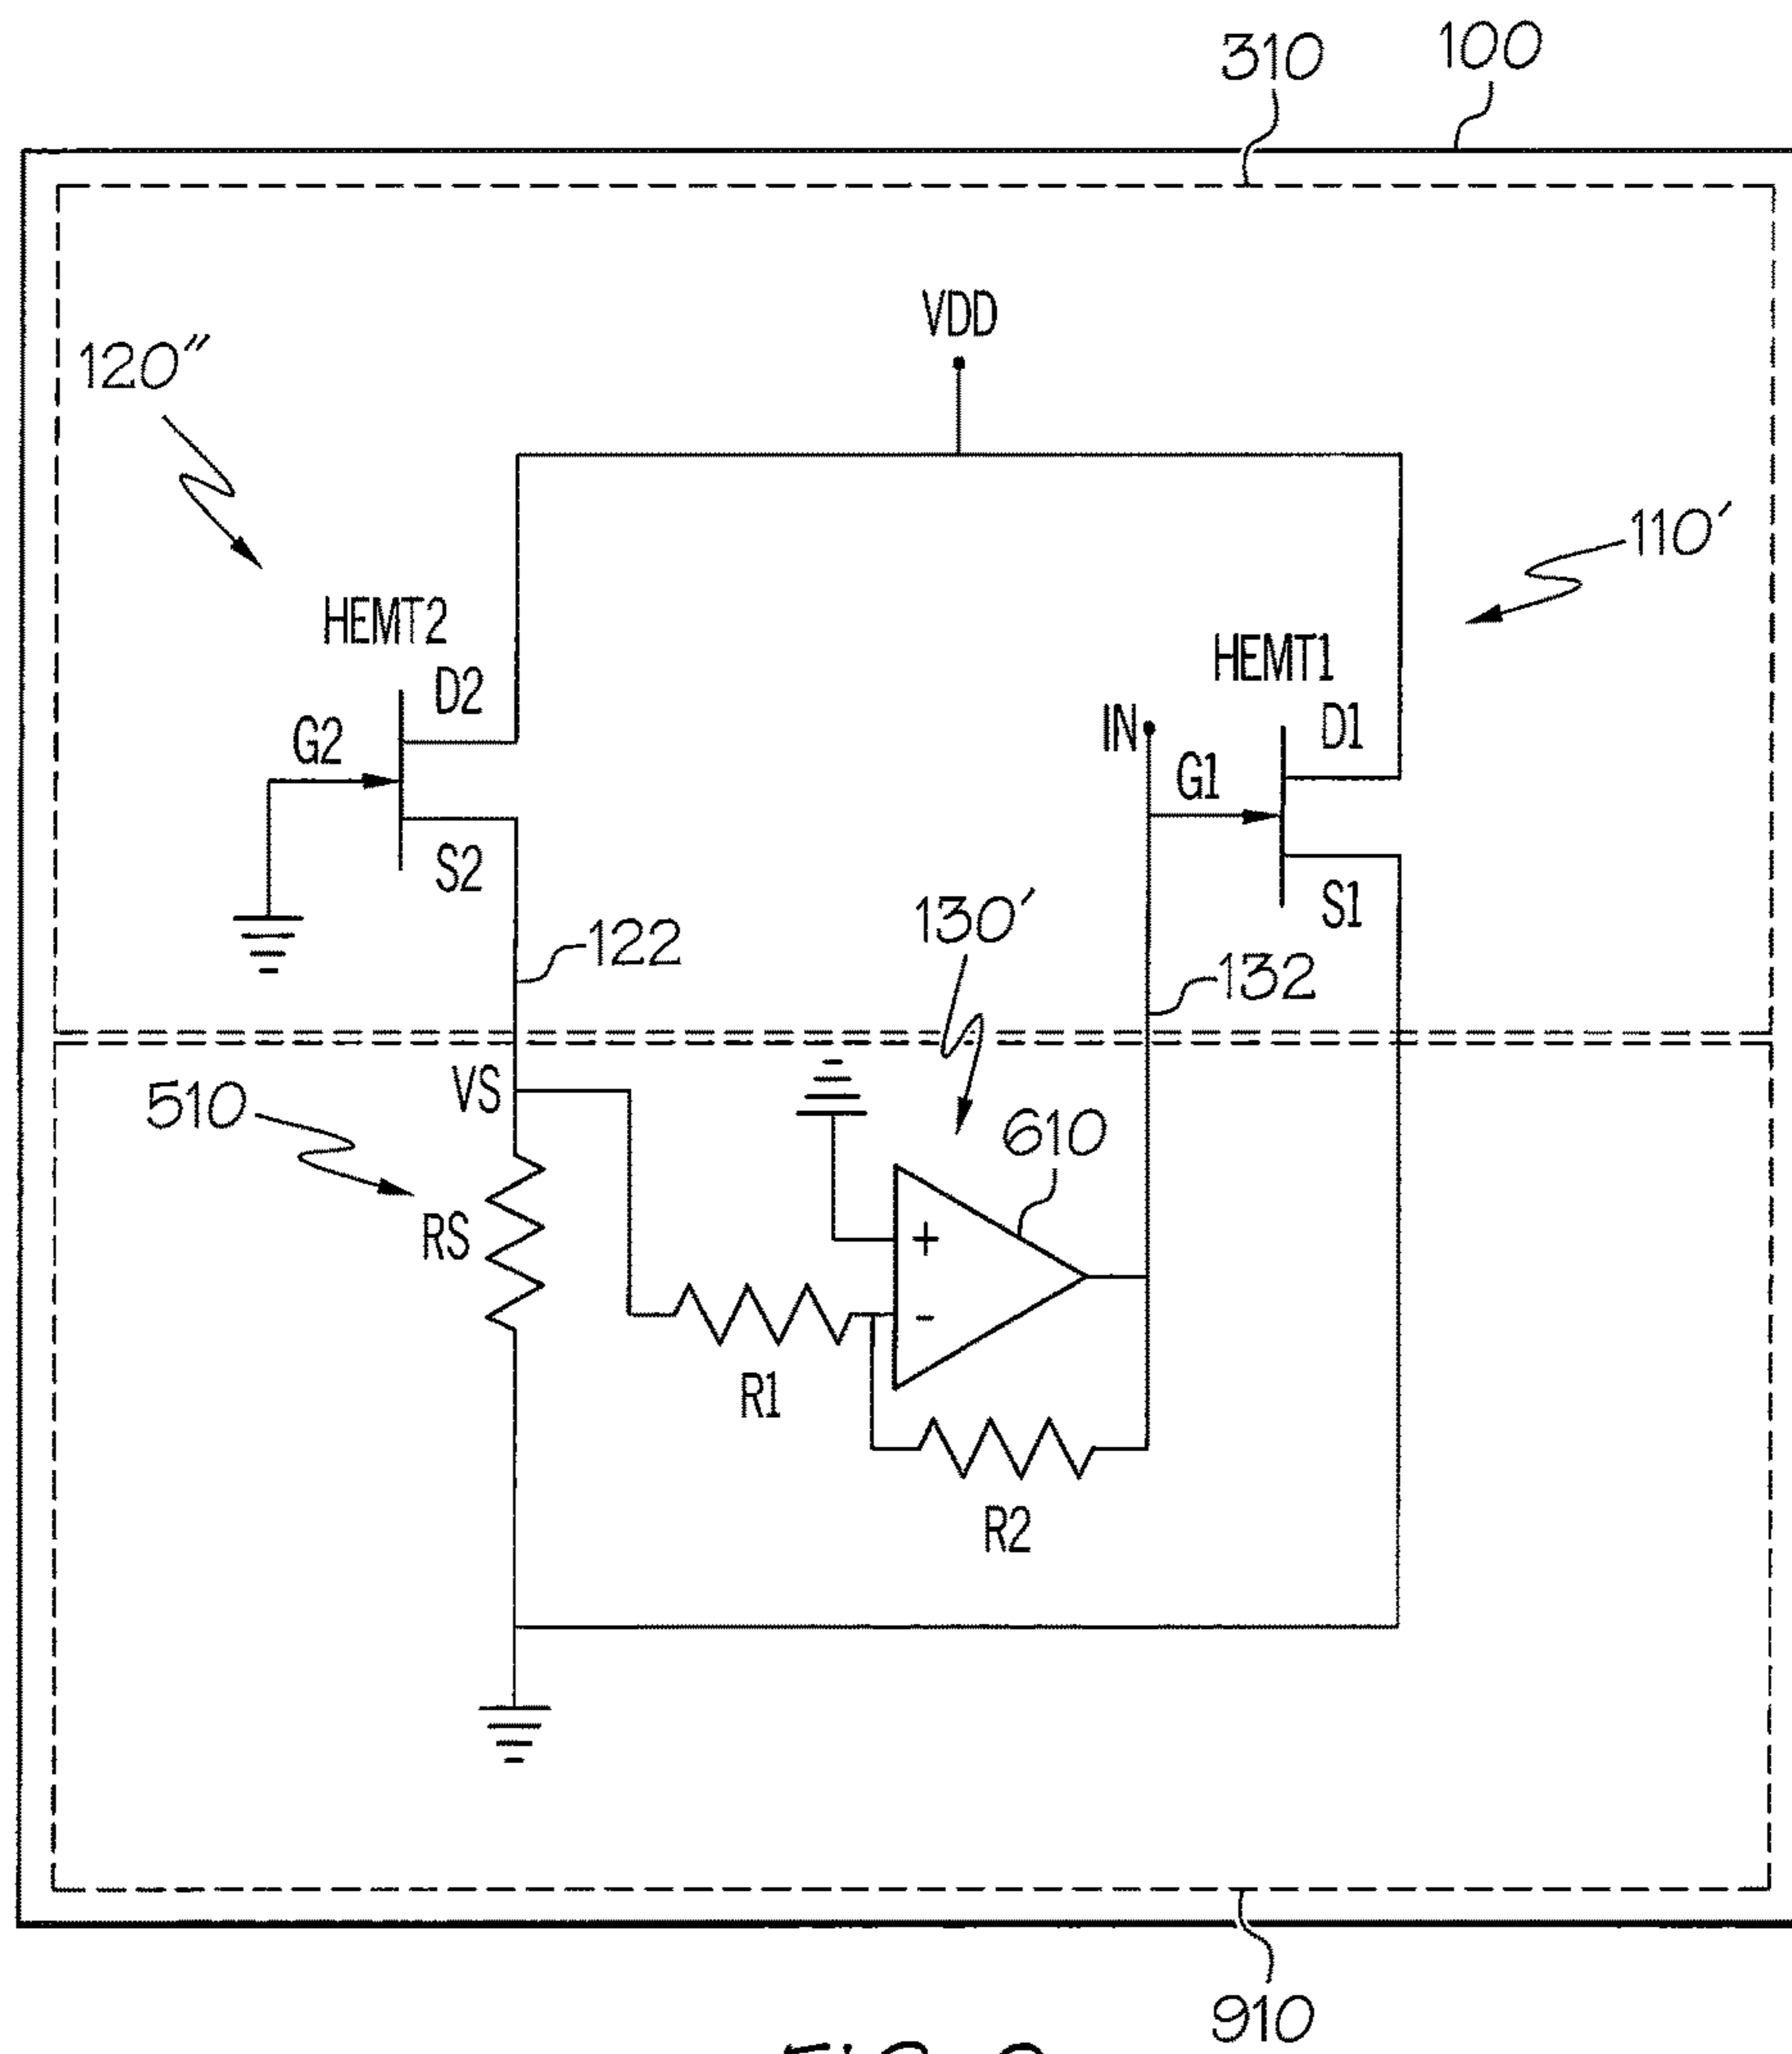 310
100
VDD
120″
110′
HEMT2
D2
G2
S2
HEMT1
IN
D1
G1
S1
122
130′
132
VS
510
610
RS
+
-
R1
R2
910